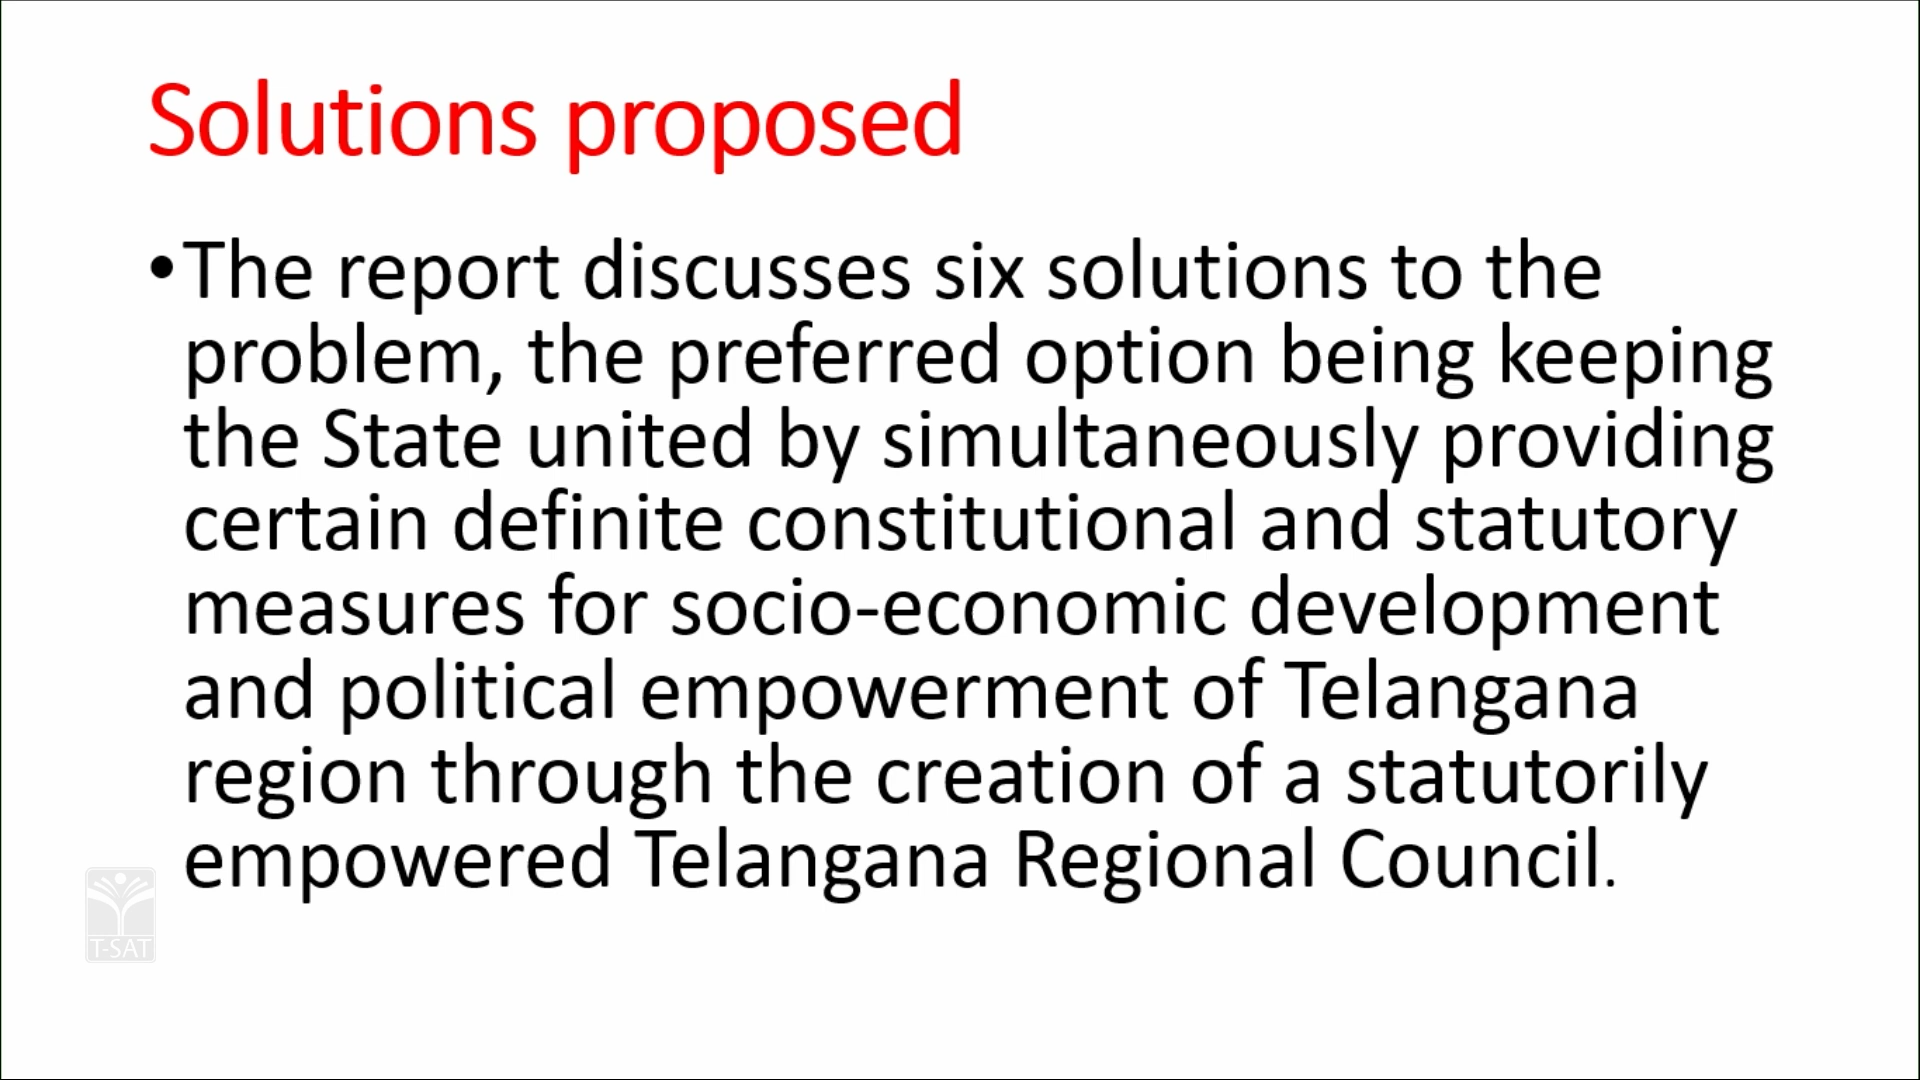 Solutions proposed
•The report discusses six solutions to the
problem, the preferred option being keeping
the State united by simultaneously providing
certain definite constitutional and statutory
measures for socio-economic development
and political empowerment of Telangana
region through the creation of a statutorily
empowered Telangana Regional Council.
T-SAT